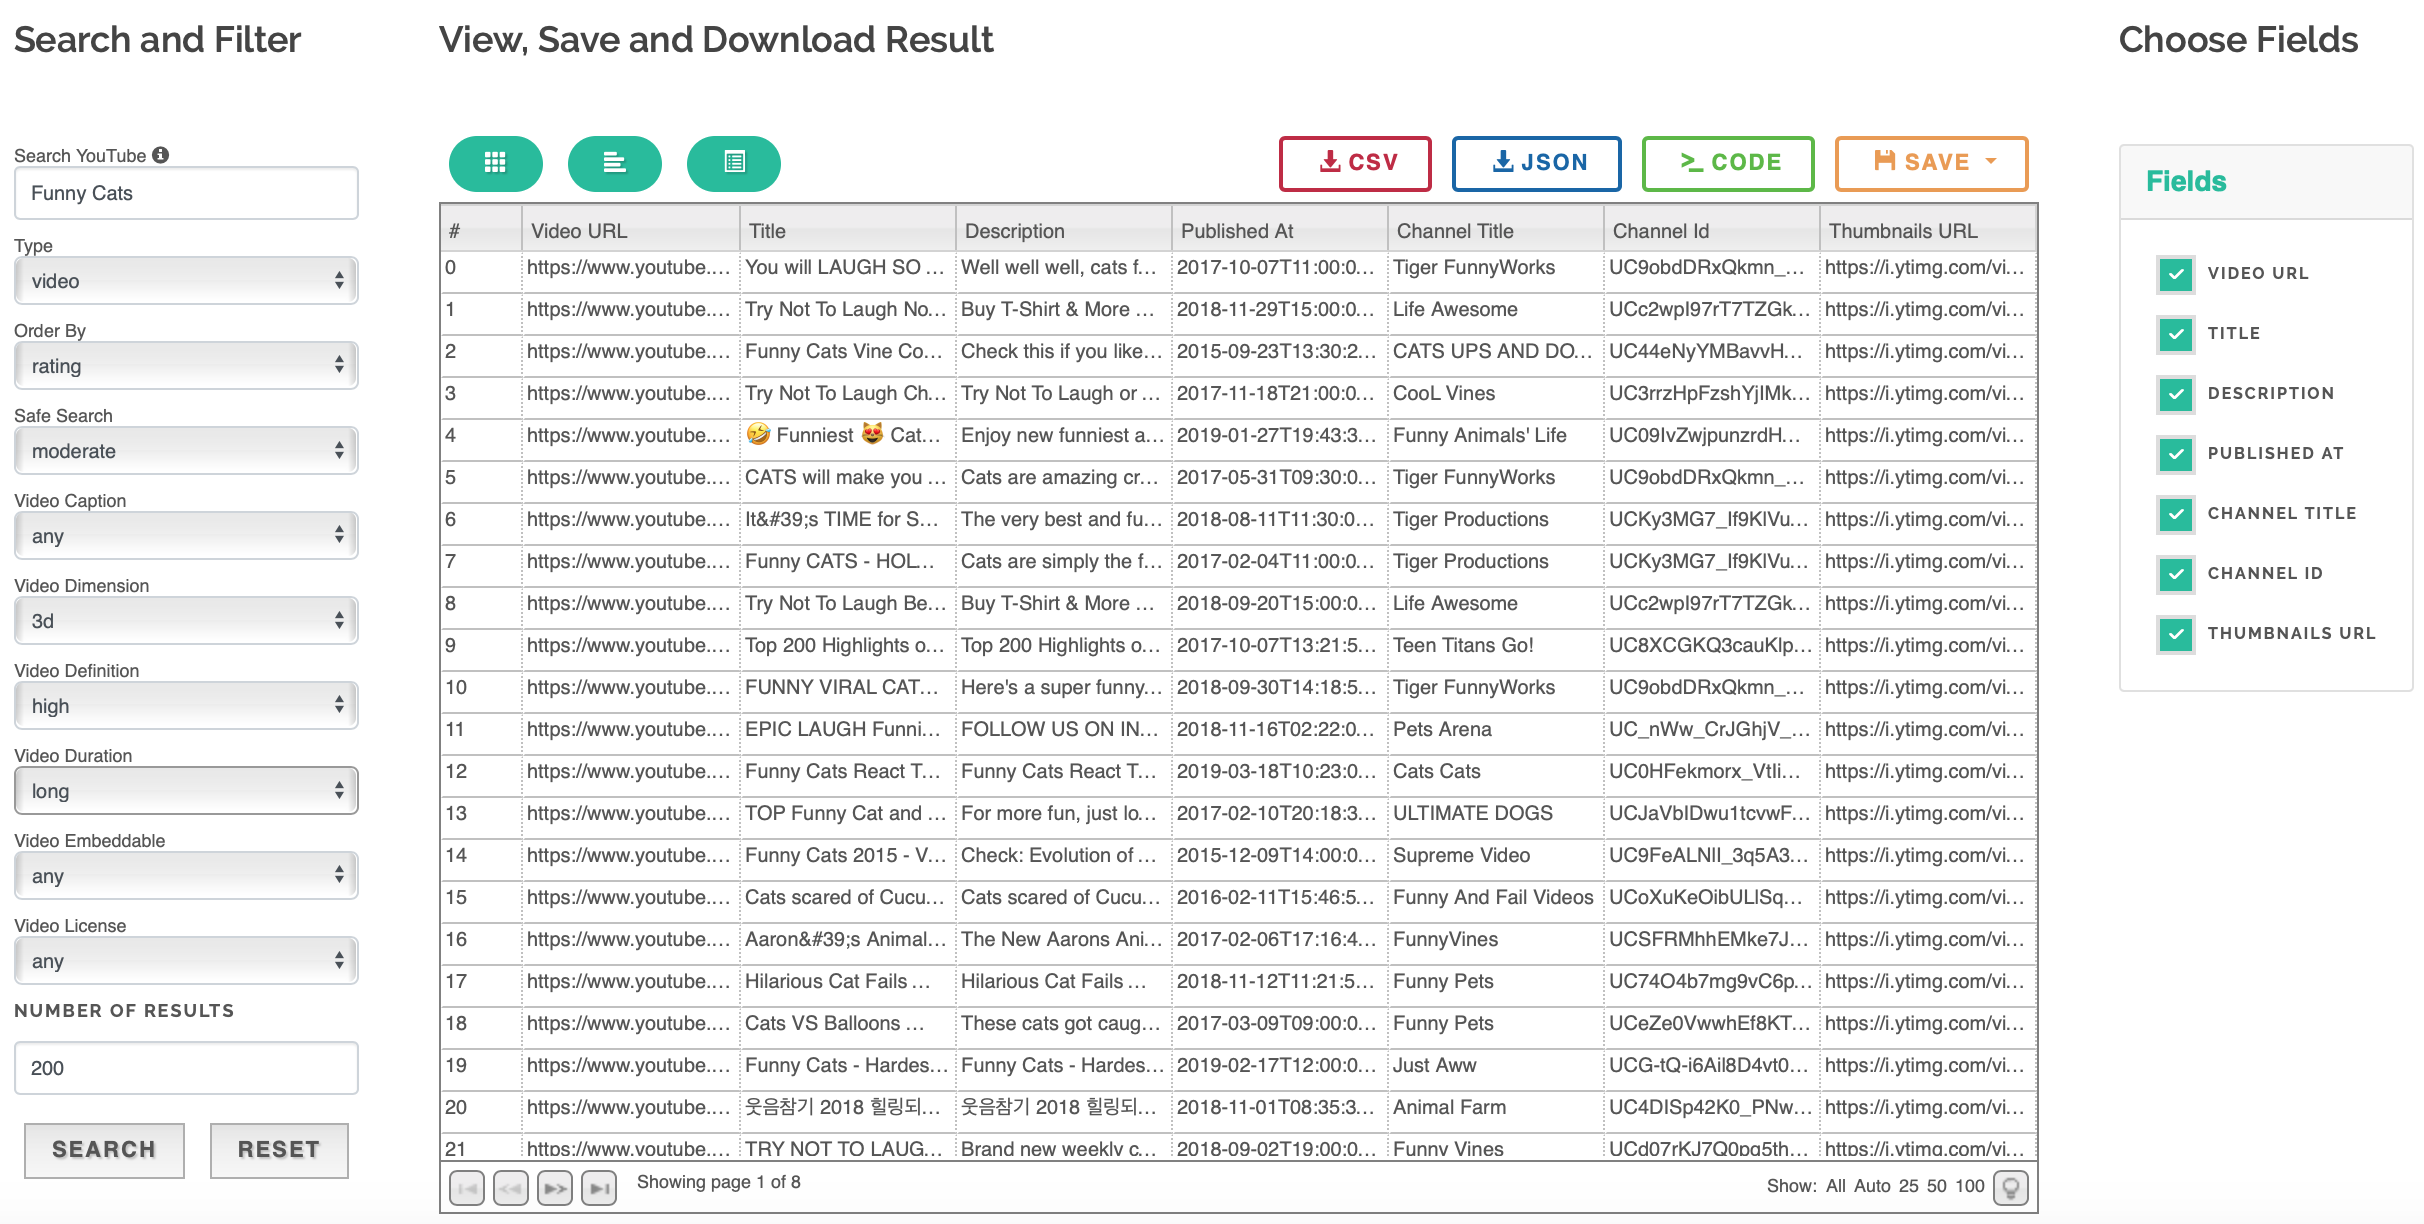 Search and Filter
View, Save and Download Result
Choose Fields
Search YouTube
Funny Cats
Type
video
Order By
rating
Safe Search
moderate
Video Caption
any
Video Dimension
3d
Video Definition
high
Video Duration
long
Video Embeddable
any
Video License
any
NUMBER OF RESULTS
200
SEARCH RESET
CSV JSON CODE SAVE
# Video URL Title Description Published At Channel Title Channel Id Thumbnails URL
0 https://www.youtube.... You will LAUGH SO ... Well well well, cats f... 2017-10-07T11:00:0... Tiger FunnyWorks UC9obdDRxQkmn_... https://i.ytimg.com/vi...
1 https://www.youtube.... Try Not To Laugh No... Buy T-Shirt & More ... 2018-11-29T15:00:0... Life Awesome UCc2wpI97rT7TZGk... https://i.ytimg.com/vi...
2 https://www.youtube.... Funny Cats Vine Co... Check this if you like... 2015-09-23T13:30:2... CATS UPS AND DO... UC44eNyYMBavvH... https://i.ytimg.com/vi...
3 https://www.youtube.... Try Not To Laugh Ch... Try Not To Laugh or ... 2017-11-18T21:00:0... CooL Vines UC3rrzHpFzshYjIMk... https://i.ytimg.com/vi...
4 https://www.youtube.... 🤣 Funniest 😻 Cat... Enjoy new funniest a... 2019-01-27T19:43:3... Funny Animals' Life UC09IvZwjpunzrdH... https://i.ytimg.com/vi...
5 https://www.youtube.... CATS will make you ... Cats are amazing cr... 2017-05-31T09:30:0... Tiger FunnyWorks UC9obdDRxQkmn_... https://i.ytimg.com/vi...
6 https://www.youtube.... It&#39;s TIME for S... The very best and fu... 2018-08-11T11:30:0... Tiger Productions UCKy3MG7_If9KlVu... https://i.ytimg.com/vi...
7 https://www.youtube.... Funny CATS - HOL... Cats are simply the f... 2017-02-04T11:00:0... Tiger Productions UCKy3MG7_If9KlVu... https://i.ytimg.com/vi...
8 https://www.youtube.... Try Not To Laugh Be... Buy T-Shirt & More ... 2018-09-20T15:00:0... Life Awesome UCc2wpI97rT7TZGk... https://i.ytimg.com/vi...
9 https://www.youtube.... Top 200 Highlights o... Top 200 Highlights o... 2017-10-07T13:21:5... Teen Titans Go! UC8XCGKQ3cauKlp... https://i.ytimg.com/vi...
10 https://www.youtube.... FUNNY VIRAL CAT... Here's a super funny... 2018-09-30T14:18:5... Tiger FunnyWorks UC9obdDRxQkmn_... https://i.ytimg.com/vi...
11 https://www.youtube.... EPIC LAUGH Funni... FOLLOW US ON IN... 2018-11-16T02:22:0... Pets Arena UC_nWw_CrJGhjV_... https://i.ytimg.com/vi...
12 https://www.youtube.... Funny Cats React T... Funny Cats React T... 2019-03-18T10:23:0... Cats Cats UC0HFekmorx_VtIi... https://i.ytimg.com/vi...
13 https://www.youtube.... TOP Funny Cat and ... For more fun, just lo... 2017-02-10T20:18:3... ULTIMATE DOGS UCJaVbIDwu1tcvwF... https://i.ytimg.com/vi...
14 https://www.youtube.... Funny Cats 2015 - V... Check: Evolution of ... 2015-12-09T14:00:0... Supreme Video UC9FeALNlI_3q5A3... https://i.ytimg.com/vi...
15 https://www.youtube.... Cats scared of Cucu... Cats scared of Cucu... 2016-02-11T15:46:5... Funny And Fail Videos UCoXuKeOibULlSq... https://i.ytimg.com/vi...
16 https://www.youtube.... Aaron&#39;s Animal... The New Aarons Ani... 2017-02-06T17:16:4... FunnyVines UCSFRMhhEMke7J... https://i.ytimg.com/vi...
17 https://www.youtube.... Hilarious Cat Fails ... Hilarious Cat Fails ... 2018-11-12T11:21:5... Funny Pets UC74O4b7mg9vC6p... https://i.ytimg.com/vi...
18 https://www.youtube.... Cats VS Balloons ... These cats got caug... 2017-03-09T09:00:0... Funny Pets UCeZe0VwwhEf8KT... https://i.ytimg.com/vi...
19 https://www.youtube.... Funny Cats - Hardes... Funny Cats - Hardes... 2019-02-17T12:00:0... Just Aww UCG-tQ-i6Ail8D4vt0... https://i.ytimg.com/vi...
20 https://www.youtube.... 웃음참기 2018 힐링되... 웃음참기 2018 힐링되... 2018-11-01T08:35:3... Animal Farm UC4DISp42K0_PNw... https://i.ytimg.com/vi...
21 https://www.youtube.... TRY NOT TO LAUG... Brand new weekly c... 2018-09-02T19:00:0... Funny Vines UCd07rKJ7Q0pg5th... https://i.ytimg.com/vi...
Showing page 1 of 8
Show: All Auto 25 50 100
Fields
VIDEO URL
TITLE
DESCRIPTION
PUBLISHED AT
CHANNEL TITLE
CHANNEL ID
THUMBNAILS URL